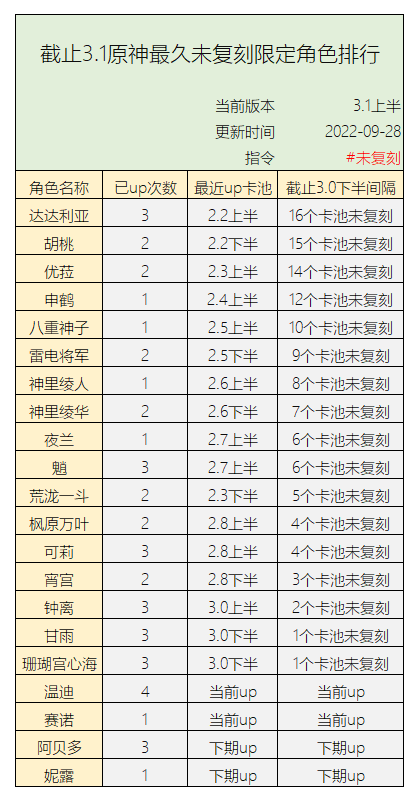 截止3.1原神最久未复刻限定角色排行
当前版本 3.1上半
更新时间 2022-09-28
指令 #未复刻
角色名称 已up次数 最近up卡池 截止3.0下半间隔
达达利亚 3 2.2上半 16个卡池未复刻
胡桃 2 2.2下半 15个卡池未复刻
优菈 2 2.3上半 14个卡池未复刻
申鹤 1 2.4上半 12个卡池未复刻
八重神子 1 2.5上半 10个卡池未复刻
雷电将军 2 2.5下半 9个卡池未复刻
神里绫人 1 2.6上半 8个卡池未复刻
神里绫华 2 2.6下半 7个卡池未复刻
夜兰 1 2.7上半 6个卡池未复刻
魈 3 2.7上半 6个卡池未复刻
荒泷一斗 2 2.3下半 5个卡池未复刻
枫原万叶 2 2.8上半 4个卡池未复刻
可莉 3 2.8上半 4个卡池未复刻
宵宫 2 2.8下半 3个卡池未复刻
钟离 3 3.0上半 2个卡池未复刻
甘雨 3 3.0下半 1个卡池未复刻
珊瑚宫心海 3 3.0下半 1个卡池未复刻
温迪 4 当前up 当前up
赛诺 1 当前up 当前up
阿贝多 3 下期up 下期up
妮露 1 下期up 下期up